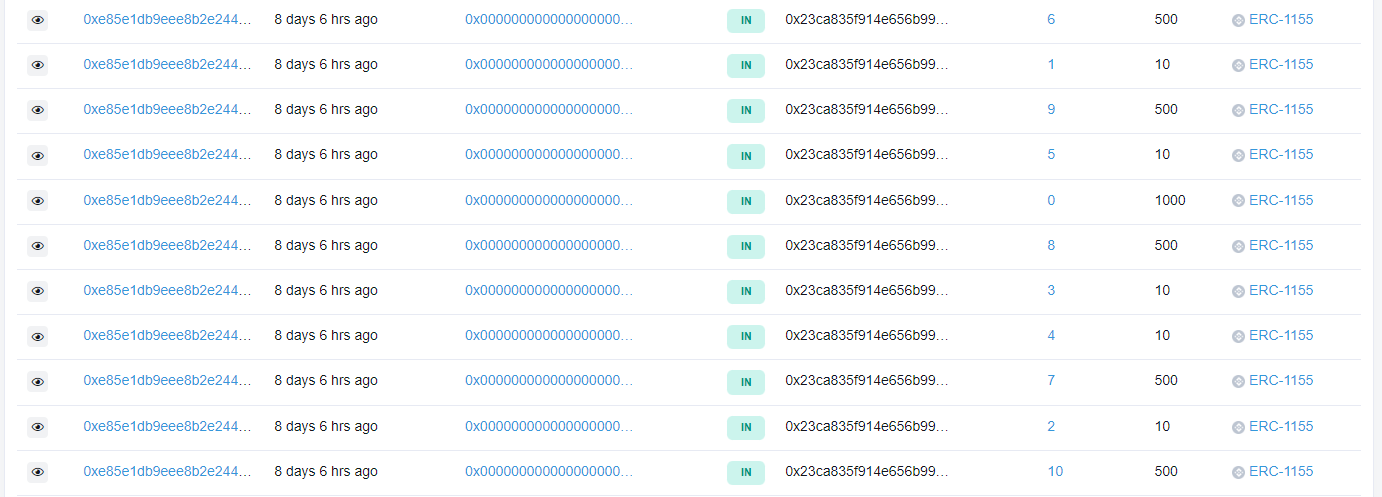 0xe85e1db9eee8b2e244... 8 days 6 hrs ago 0x000000000000000000... IN 0x23ca835f914e656b99... 6 500 ERC-1155
0xe85e1db9eee8b2e244... 8 days 6 hrs ago 0x000000000000000000... IN 0x23ca835f914e656b99... 1 10 ERC-1155
0xe85e1db9eee8b2e244... 8 days 6 hrs ago 0x000000000000000000... IN 0x23ca835f914e656b99... 9 500 ERC-1155
0xe85e1db9eee8b2e244... 8 days 6 hrs ago 0x000000000000000000... IN 0x23ca835f914e656b99... 5 10 ERC-1155
0xe85e1db9eee8b2e244... 8 days 6 hrs ago 0x000000000000000000... IN 0x23ca835f914e656b99... 0 1000 ERC-1155
0xe85e1db9eee8b2e244... 8 days 6 hrs ago 0x000000000000000000... IN 0x23ca835f914e656b99... 8 500 ERC-1155
0xe85e1db9eee8b2e244... 8 days 6 hrs ago 0x000000000000000000... IN 0x23ca835f914e656b99... 3 10 ERC-1155
0xe85e1db9eee8b2e244... 8 days 6 hrs ago 0x000000000000000000... IN 0x23ca835f914e656b99... 4 10 ERC-1155
0xe85e1db9eee8b2e244... 8 days 6 hrs ago 0x000000000000000000... IN 0x23ca835f914e656b99... 7 500 ERC-1155
0xe85e1db9eee8b2e244... 8 days 6 hrs ago 0x000000000000000000... IN 0x23ca835f914e656b99... 2 10 ERC-1155
0xe85e1db9eee8b2e244... 8 days 6 hrs ago 0x000000000000000000... IN 0x23ca835f914e656b99... 10 500 ERC-1155